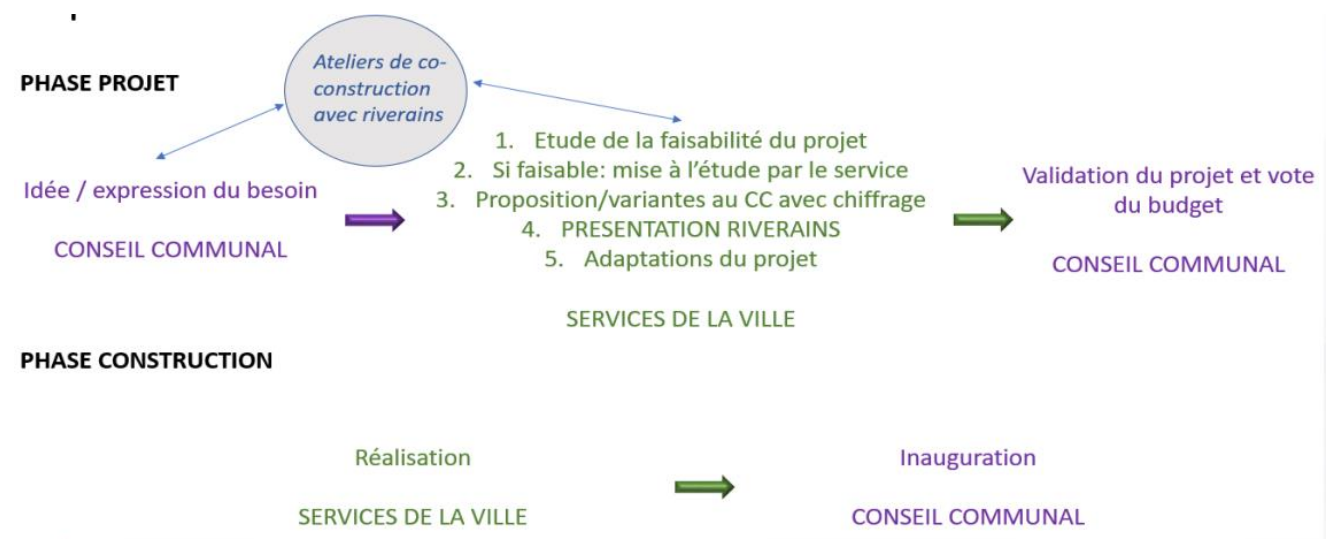 PHASE PROJET
Ateliers de co-
construction
avec riverains
Idée / expression du besoin
CONSEIL COMMUNAL
1. Etude de la faisabilité du projet
2. Si faisable: mise à l'étude par le service
3. Proposition/variantes au CC avec chiffrage
4. PRESENTATION RIVERAINS
5. Adaptations du projet
SERVICES DE LA VILLE
Validation du projet et vote
du budget
CONSEIL COMMUNAL
PHASE CONSTRUCTION
Réalisation
SERVICES DE LA VILLE
Inauguration
CONSEIL COMMUNAL